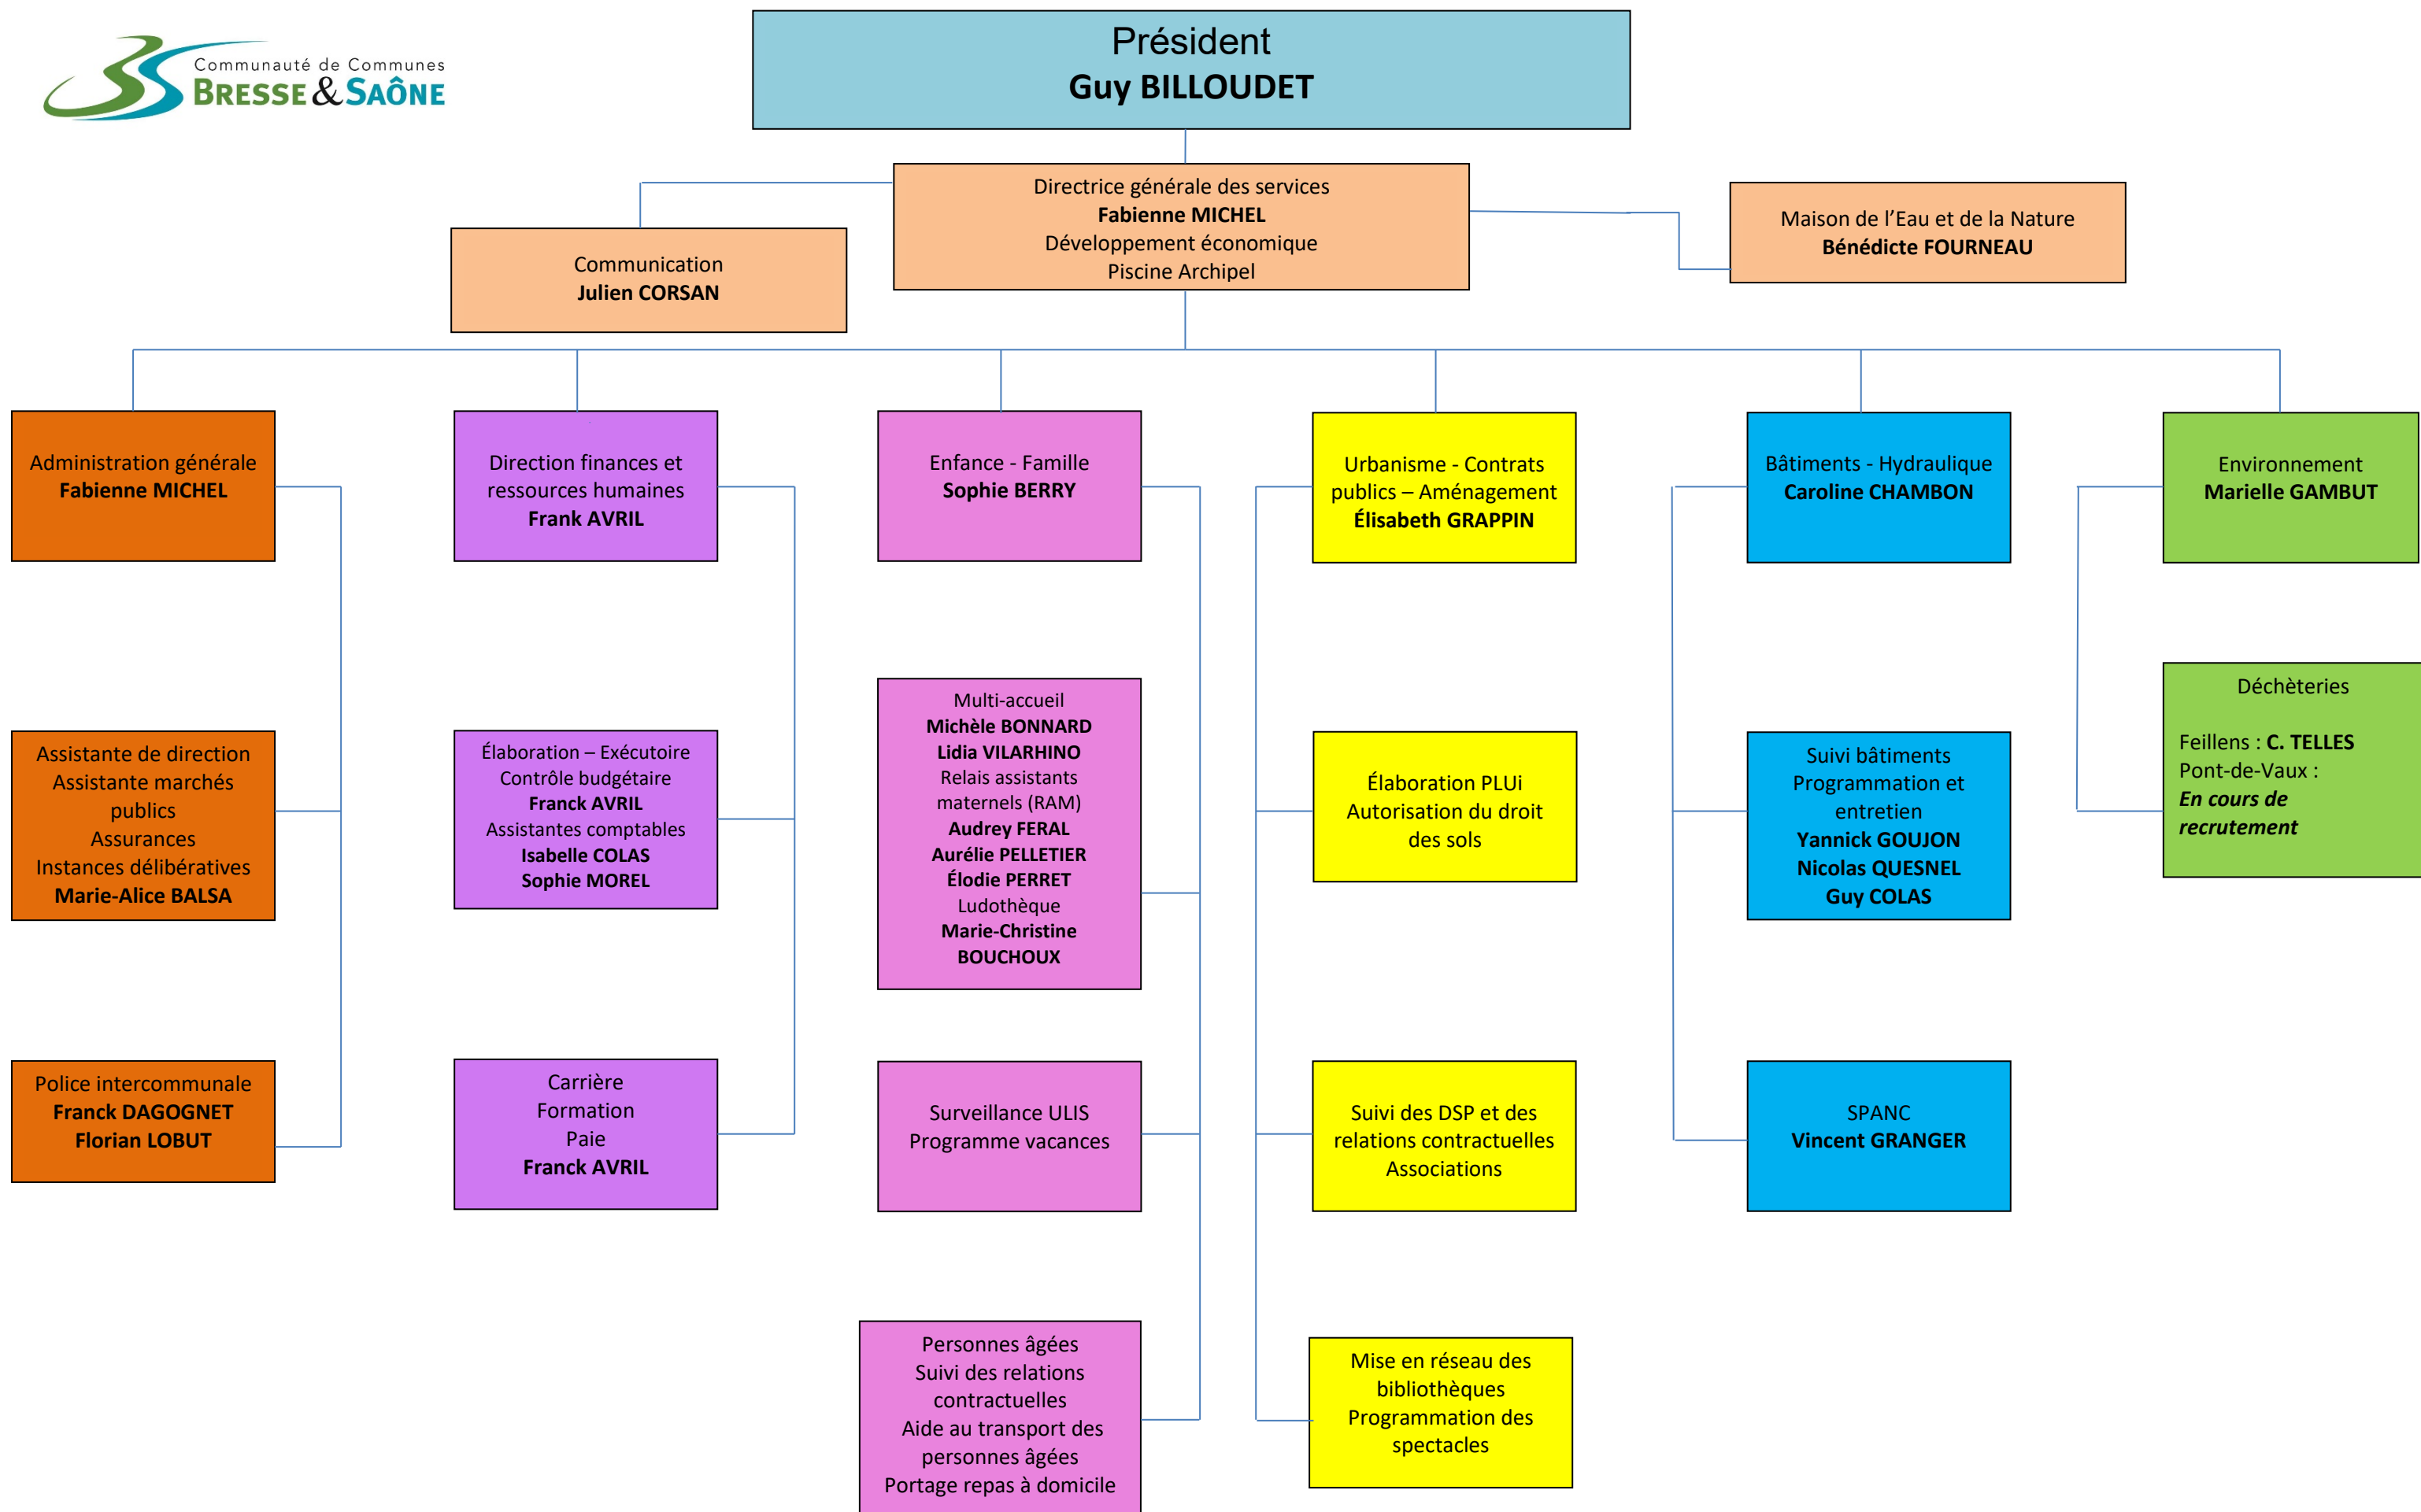 Communauté de Communes
BRESSE & SAÔNE
Président
Guy BILLOUDET
Directrice générale des services
Fabienne MICHEL
Développement économique
Piscine Archipel
Communication
Julien CORSAN
Maison de l’Eau et de la Nature
Bénédicte FOURNEAU
Administration générale
Fabienne MICHEL
Direction finances et
ressources humaines
Frank AVRIL
Enfance - Famille
Sophie BERRY
Urbanisme - Contrats
publics – Aménagement
Élisabeth GRAPPIN
Bâtiments - Hydraulique
Caroline CHAMBON
Environnement
Marielle GAMBUT
Assistante de direction
Assistante marchés
publics
Assurances
Instances délibératives
Marie-Alice BALSA
Élaboration – Exécutoire
Contrôle budgétaire
Franck AVRIL
Assistantes comptables
Isabelle COLAS
Sophie MOREL
Multi-accueil
Michèle BONNARD
Lidia VILARHINO
Relais assistants
maternels (RAM)
Audrey FERAL
Aurélie PELLETIER
Élodie PERRET
Ludothèque
Marie-Christine
BOUCHOUX
Élaboration PLUi
Autorisation du droit
des sols
Suivi bâtiments
Programmation et
entretien
Yannick GOUJON
Nicolas QUESNEL
Guy COLAS
Déchèteries
Feillens : C. TELLES
Pont-de-Vaux :
En cours de
recrutement
Police intercommunale
Franck DAGOGNET
Florian LOBUT
Carrière
Formation
Paie
Franck AVRIL
Surveillance ULIS
Programme vacances
Suivi des DSP et des
relations contractuelles
Associations
SPANC
Vincent GRANGER
Personnes âgées
Suivi des relations
contractuelles
Aide au transport des
personnes âgées
Portage repas à domicile
Mise en réseau des
bibliothèques
Programmation des
spectacles